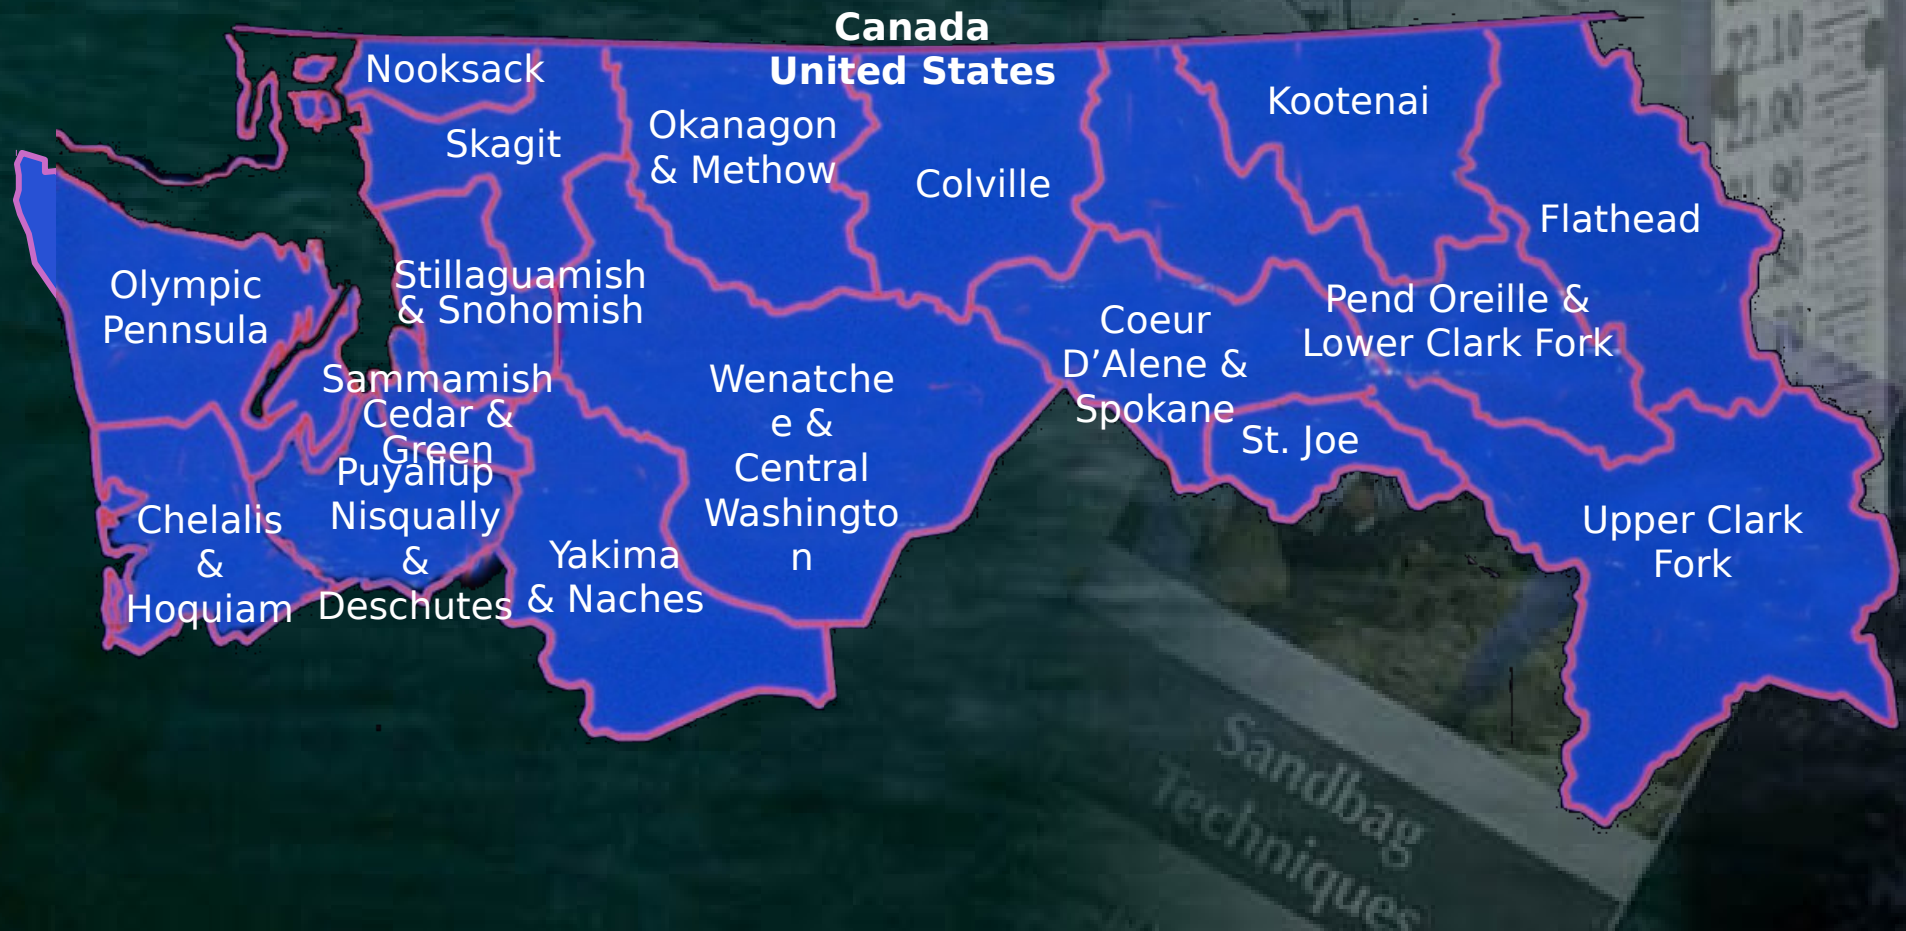 Canada
United States
Nooksack
Skagit
Okanagon
& Methow
Colville
Kootenai
Flathead
Olympic
Pennsula
Stillaguamish
& Snohomish
Sammamish
Cedar &
Green
Puyallup
Nisqually
&
Deschutes
Chelalis
&
Hoquiam
Yakima
& Naches
Wenatche
e &
Central
Washingto
n
Coeur
D’Alene &
Spokane
St. Joe
Pend Oreille &
Lower Clark Fork
Upper Clark
Fork
Sandbag
Techniques